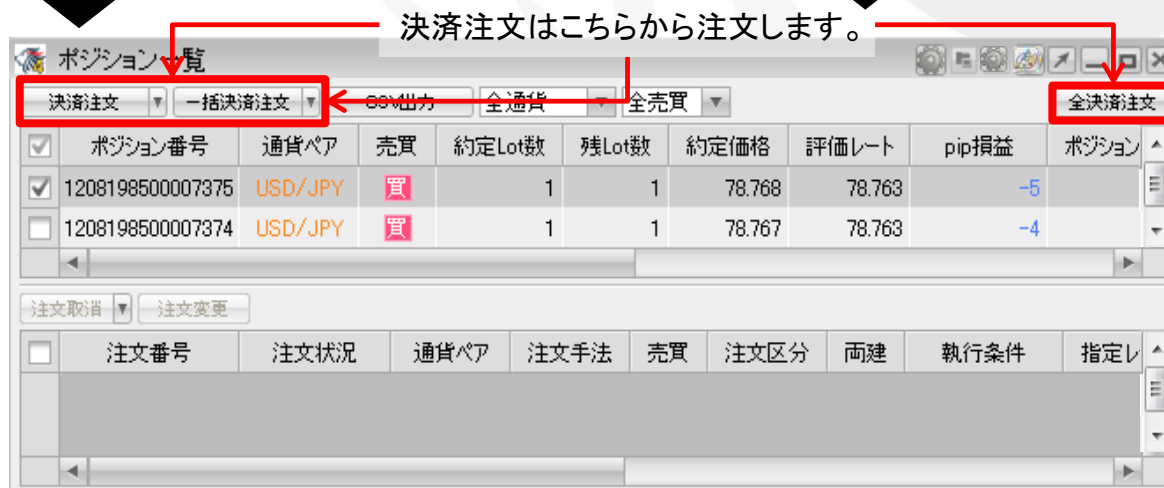 決済注文はこちらから注文します。
ポジション一覧
決済注文 一括決済注文 CSV出力 全通貨 全売買 全決済注文
ポジション番号 通貨ペア 売買 約定Lot数 残Lot数 約定価格 評価レート pip損益 ポジション
1208198500007375 USD/JPY 買 1 1 78.768 78.763 -5
1208198500007374 USD/JPY 買 1 1 78.767 78.763 -4
注文取消 注文変更
注文番号 注文状況 通貨ペア 注文手法 売買 注文区分 両建 執行条件 指定レ